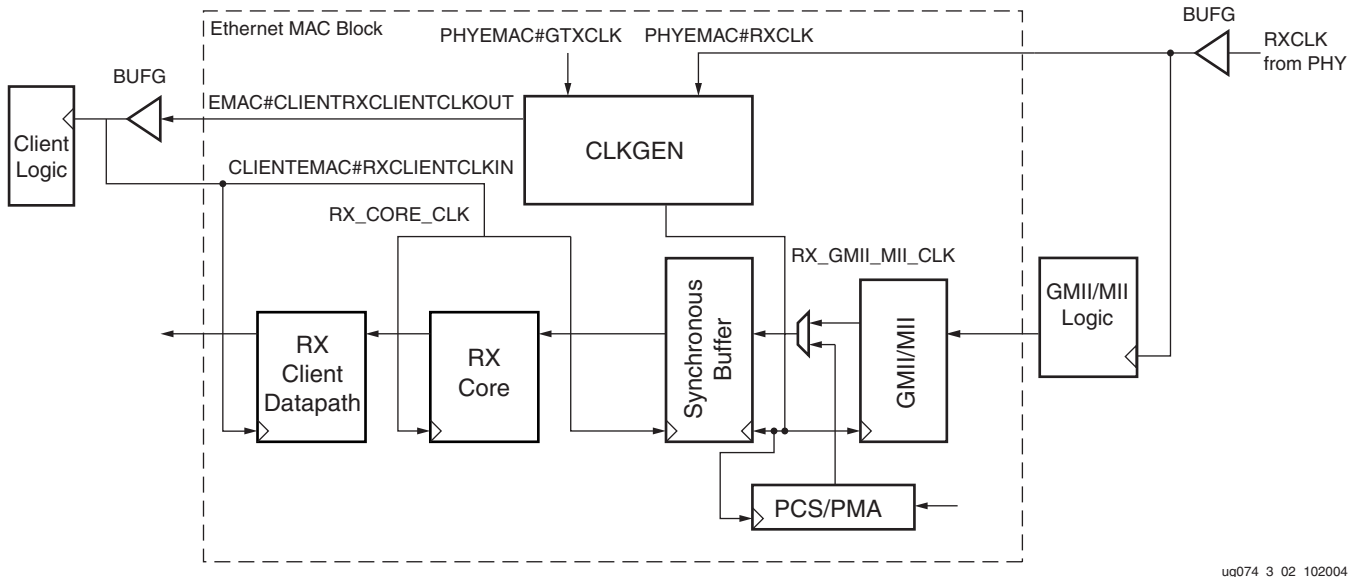 Ethernet MAC Block
BUFG
PHYEMAC#GTXCLK
PHYEMAC#RXCLK
RXCLK
from PHY
BUFG
EMAC#CLIENTRXCLIENTCLKOUT
Client
Logic
CLKGEN
CLIENTEMAC#RXCLIENTCLKIN
RX_CORE_CLK
RX_GMII_MII_CLK
GMII/MII
Logic
RX
Client
Datapath
RX
Core
Synchronous
Buffer
GMII/MII
PCS/PMA
ug074_3_02_102004